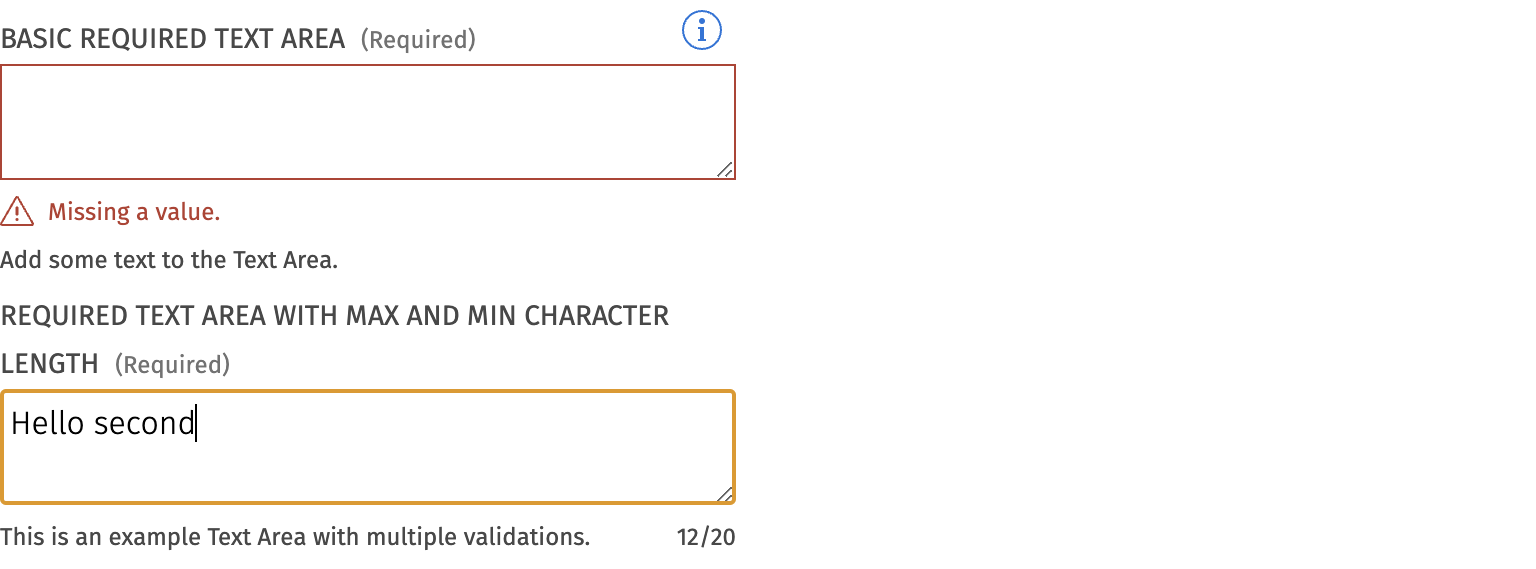 BASIC REQUIRED TEXT AREA (Required)
Missing a value.
Add some text to the Text Area.
REQUIRED TEXT AREA WITH MAX AND MIN CHARACTER
LENGTH (Required)
Hello second
This is an example Text Area with multiple validations. 12/20